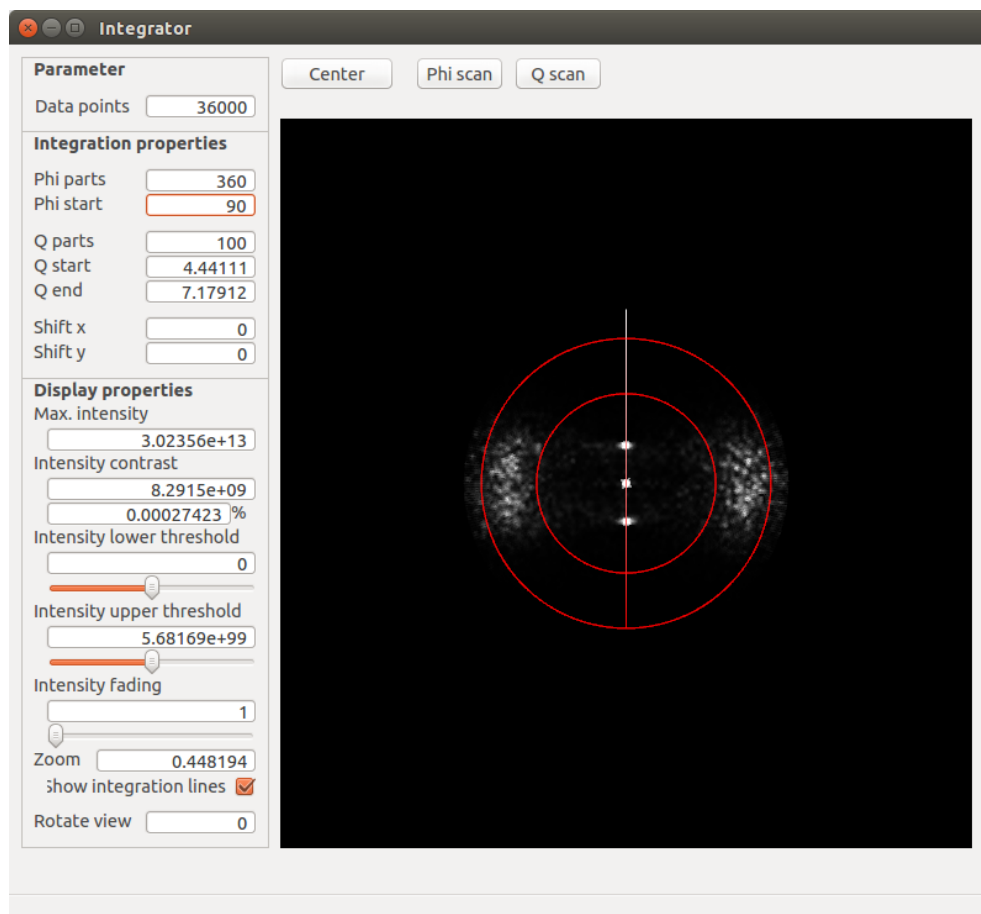 Integrator
Parameter
Center Phi scan Q scan
Data points 36000
Integration properties
Phi parts 360
Phi start 90
Q parts 100
Q start 4.44111
Q end 7.17912
Shift x 0
Shift y 0
Display properties
Max. intensity
3.02356e+13
Intensity contrast
8.2915e+09
0.00027423 %
Intensity lower threshold
0
Intensity upper threshold
5.68169e+99
Intensity fading
1
Zoom 0.448194
Show integration lines
Rotate view 0